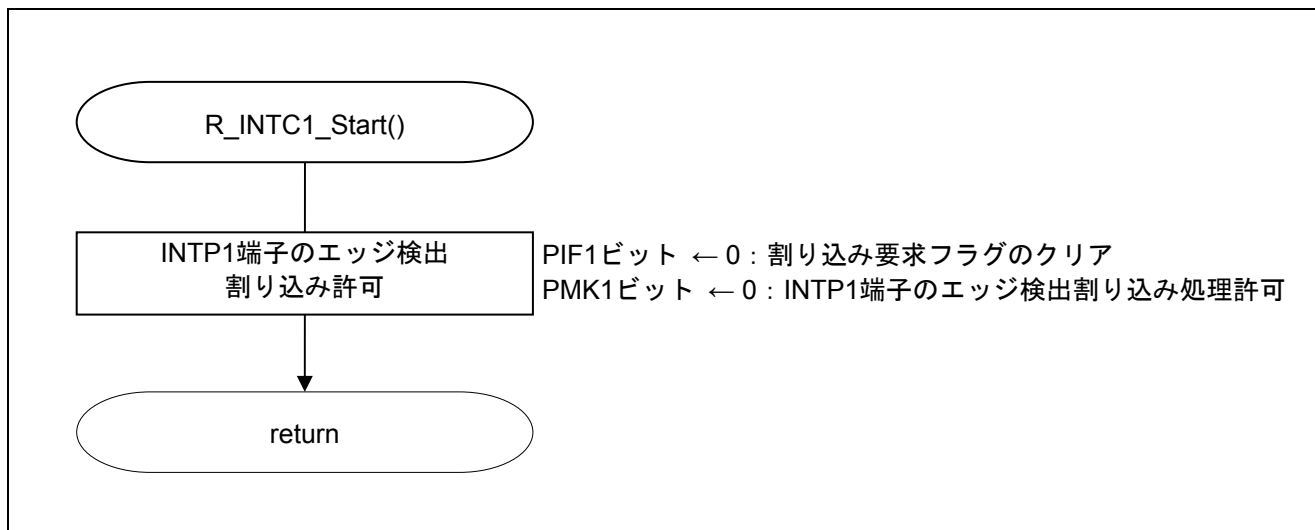 R_INTC1_Start()
INTP1端子のエッジ検出
割り込み許可
PIF1ビット ← 0:割り込み要求フラグのクリア
PMK1ビット ← 0:INTP1端子のエッジ検出割り込み処理許可
return